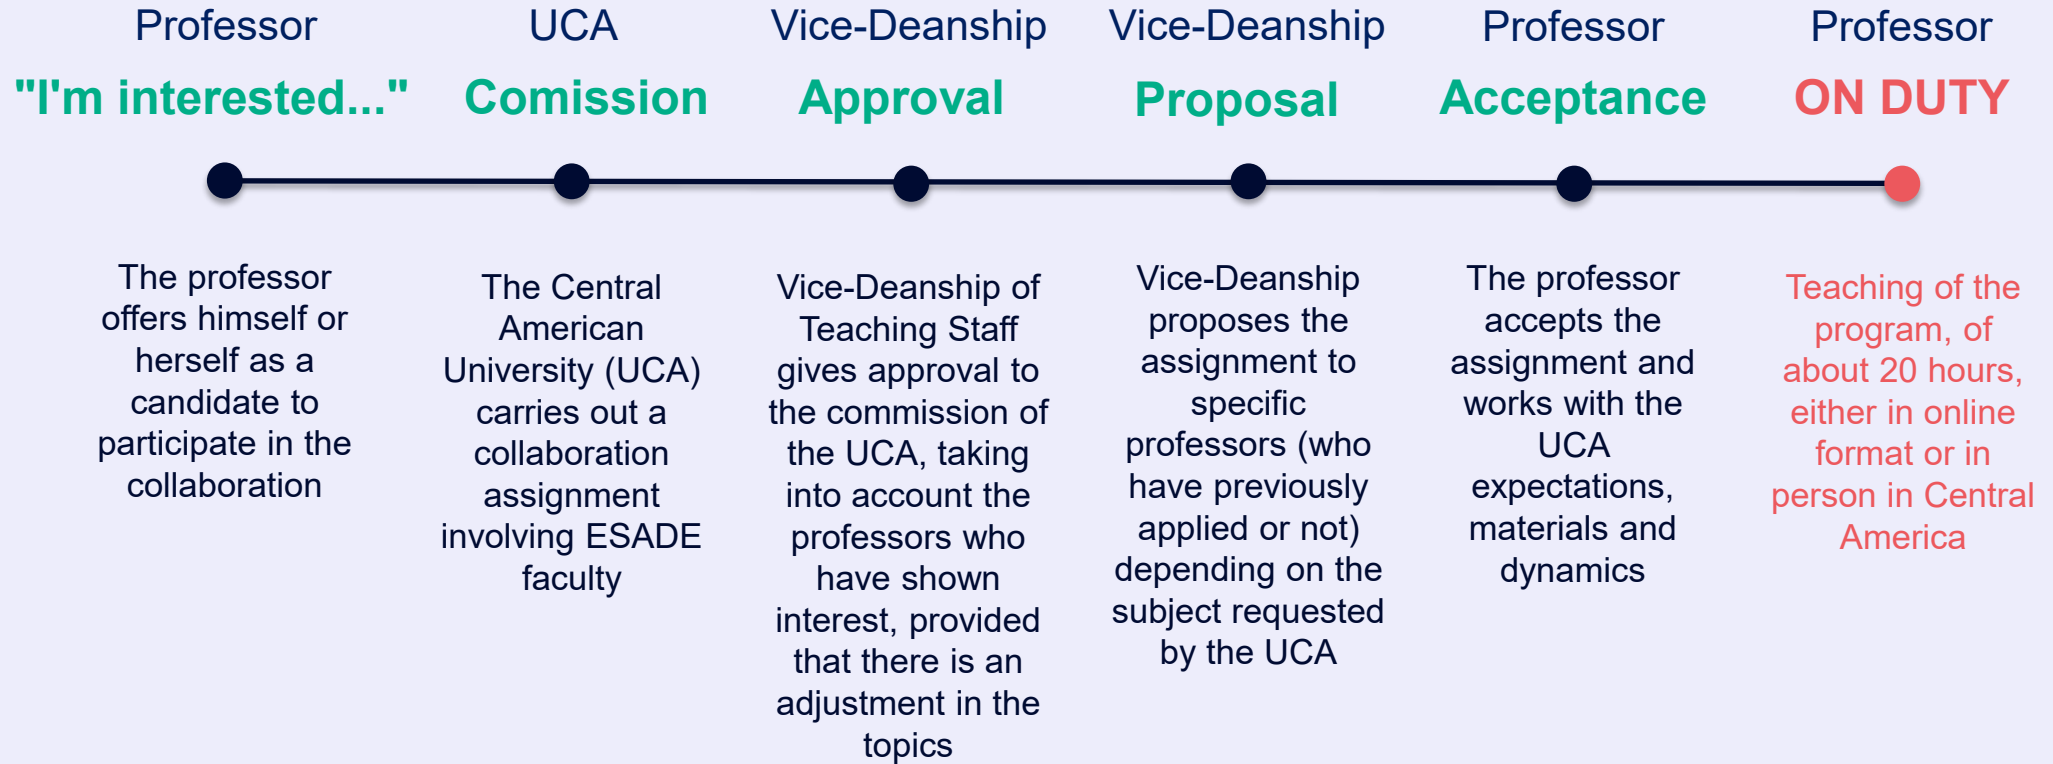 Professor
"I'm interested..."
The professor
offers himself or
herself as a
candidate to
participate in the
collaboration
UCA
Comission
The Central
American
University (UCA)
carries out a
collaboration
assignment
involving ESADE
faculty
Vice-Deanship
Approval
Vice-Deanship of
Teaching Staff
gives approval to
the commission of
the UCA, taking
into account the
professors who
have shown
interest, provided
that there is an
adjustment in the
topics
Vice-Deanship
Proposal
Vice-Deanship
proposes the
assignment to
specific
professors (who
have previously
applied or not)
depending on the
subject requested
by the UCA
Professor
Acceptance
The professor
accepts the
assignment and
works with the
UCA
expectations,
materials and
dynamics
Professor
ON DUTY
Teaching of the
program, of
about 20 hours,
either in online
format or in
person in Central
America